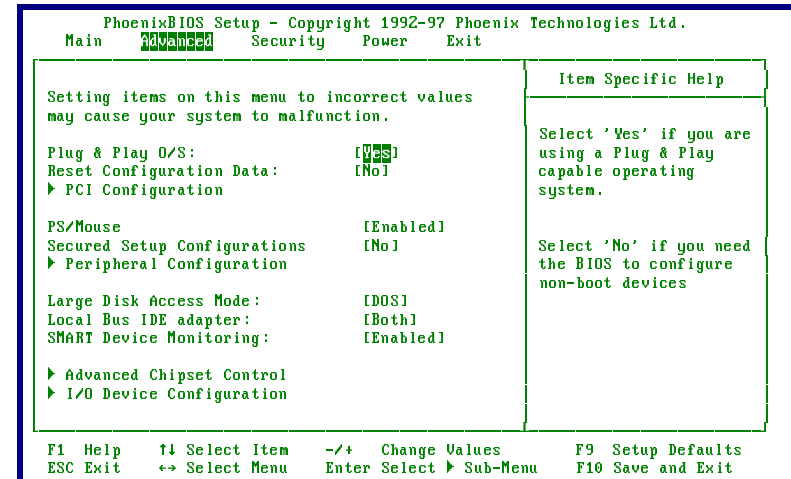 PhoenixBIOS Setup - Copyright 1992-97 Phoenix Technologies Ltd.
Main Advanced Security Power Exit
Setting items on this menu to incorrect values
may cause your system to malfunction.
Plug & Play O/S: [Yes]
Reset Configuration Data: [No]
PCI Configuration
PS/Mouse [Enabled]
Secured Setup Configurations [No]
Peripheral Configuration
Large Disk Access Mode: [DOS]
Local Bus IDE adapter: [Both]
SMART Device Monitoring: [Enabled]
Advanced Chipset Control
I/O Device Configuration
Item Specific Help
Select 'Yes' if you are
using a Plug & Play
capable operating
system.
Select 'No' if you need
the BIOS to configure
non-boot devices
F1 Help ↑↓ Select Item -/+ Change Values F9 Setup Defaults
ESC Exit ←→ Select Menu Enter Select ▶ Sub-Menu F10 Save and Exit